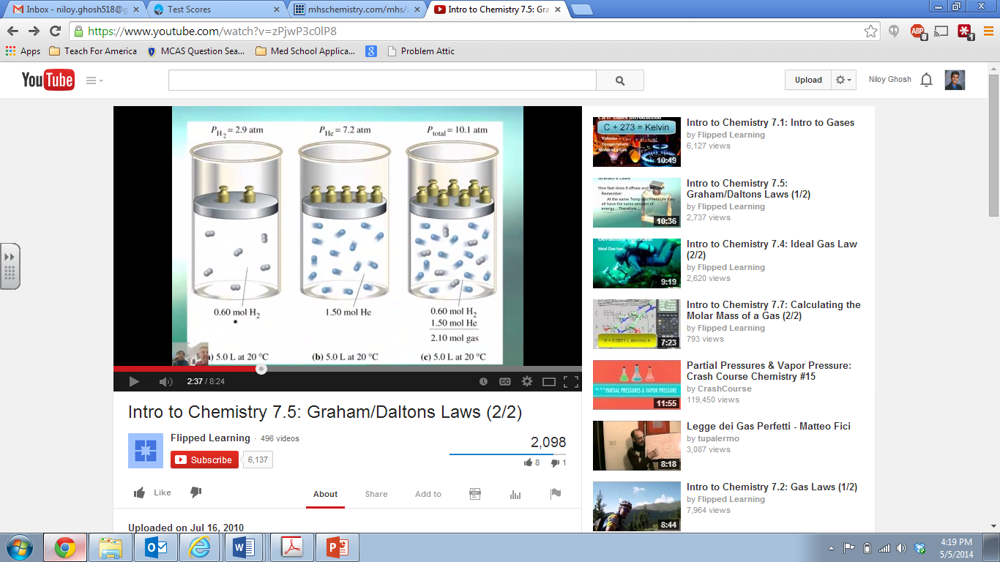 Inbox - niloy.ghosh518@g
Test Scores
mhschemistry.com/mhs/
Intro to Chemistry 7.5: Gra
https://www.youtube.com/watch?v=zPjwP3c0lP8
ABP
8
1
Apps
Teach For America
MCAS Question Sea...
Med School Applica...
8
Problem Attic
YouTube
Upload
Niloy Ghosh
P H2 = 2.9 atm
P He = 7.2 atm
P total = 10.1 atm
0.60 mol H2
1.50 mol He
0.60 mol H2
1.50 mol He
2.10 mol gas
) 5.0 L at 20 °C
(b) 5.0 L at 20 °C
(c) 5.0 L at 20 °C
2:37 / 8:24
CC
Intro to Chemistry 7.5: Graham/Daltons Laws (2/2)
Flipped Learning · 496 videos
Subscribe
6,137
2,098
8
1
Like
About
Share
Add to
Uploaded on Jul 16, 2010
C + 273 = Kelvin
Volume
Temperature
10:49
Intro to Chemistry 7.1: Intro to Gases
by Flipped Learning
6,127 views
Graham's Laws
How fast does it effuse and
Remember
At the same Temp and Pressure they
all have the same amount of
energy...Therefore
10:36
Intro to Chemistry 7.5:
Graham/Daltons Laws (1/2)
by Flipped Learning
2,737 views
Ideal Gas
9:19
Intro to Chemistry 7.4: Ideal Gas Law
(2/2)
by Flipped Learning
2,620 views
7:23
Intro to Chemistry 7.7: Calculating the
Molar Mass of a Gas (2/2)
by Flipped Learning
793 views
PARTIAL PRESSURES & VAPOR PRESSURE
11:55
Partial Pressures & Vapor Pressure:
Crash Course Chemistry #15
by CrashCourse
119,450 views
8:18
Legge dei Gas Perfetti - Matteo Fici
by tupalermo
3,087 views
8:44
Intro to Chemistry 7.2: Gas Laws (1/2)
by Flipped Learning
7,964 views
4:19 PM
5/5/2014